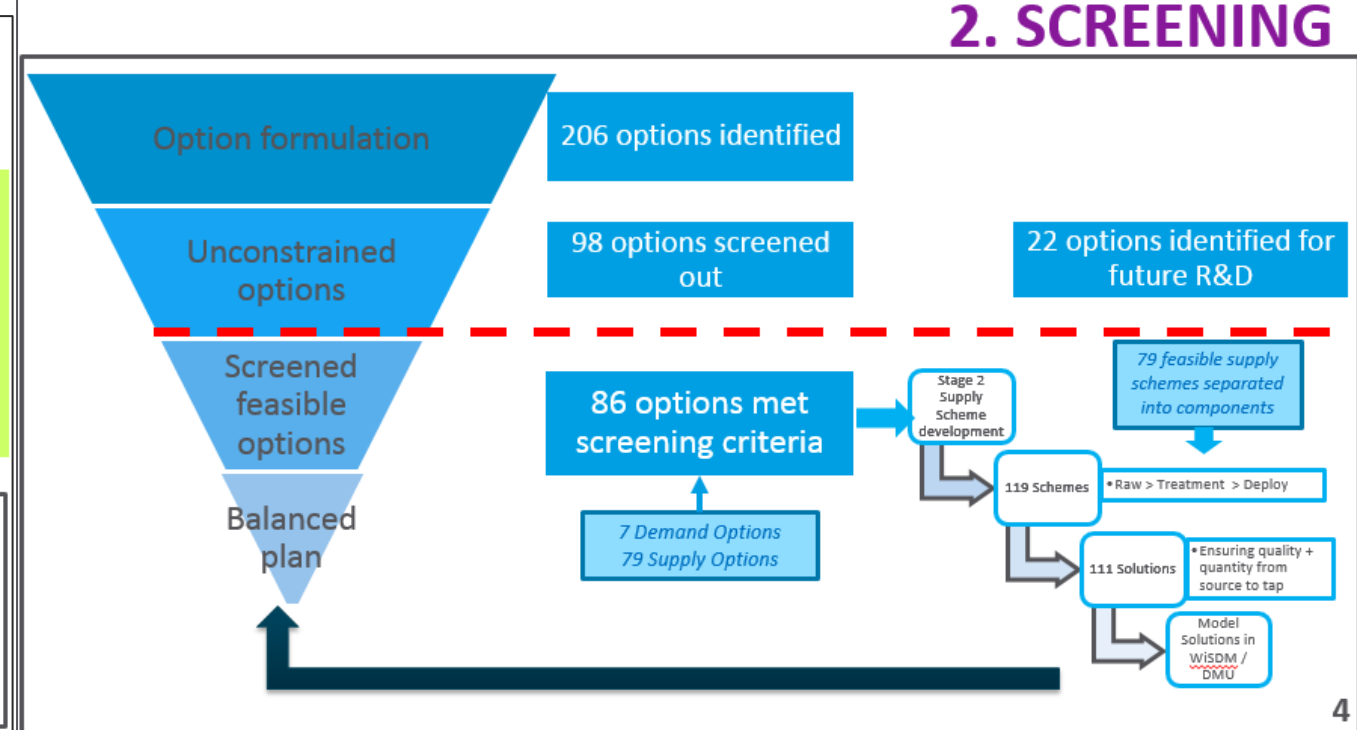 2. SCREENING
Option formulation
206 options identified
Unconstrained
options
98 options screened
out
22 options identified for
future R&D
Screened
feasible
options
86 options met
screening criteria
7 Demand Options
79 Supply Options
Stage 2
Supply
Scheme
development
79 feasible supply
schemes separated
into components
119 Schemes
•Raw > Treatment > Deploy
111 Solutions
•Ensuring quality +
quantity from
source to tap
Model
Solutions in
WiSDM /
DMU
Balanced
plan
4